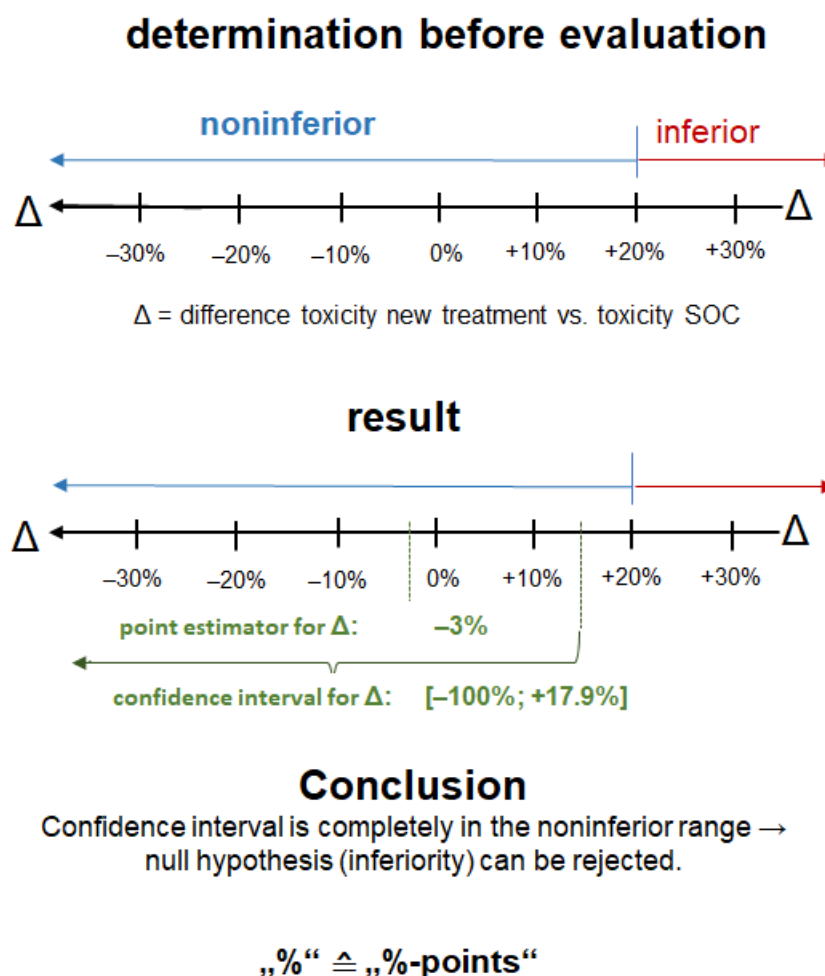 determination before evaluation
noninferior
inferior
Δ Δ
–30% –20% –10% 0% +10% +20% +30%
Δ = difference toxicity new treatment vs. toxicity SOC
result
Δ Δ
–30% –20% –10% 0% +10% +20% +30%
point estimator for Δ: –3%
confidence interval for Δ: [–100%; +17.9%]
Conclusion
Confidence interval is completely in the noninferior range →
null hypothesis (inferiority) can be rejected.
„%“ ≙ „%-points“